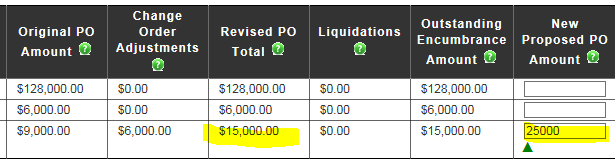 Original PO Amount ? Change Order Adjustments ? Revised PO Total ? Liquidations ? Outstanding Encumbrance Amount ? New Proposed PO Amount ?
$128,000.00 $0.00 $128,000.00 $0.00 $128,000.00
$6,000.00 $0.00 $6,000.00 $0.00 $6,000.00
$9,000.00 $6,000.00 $15,000.00 $0.00 $15,000.00 25000